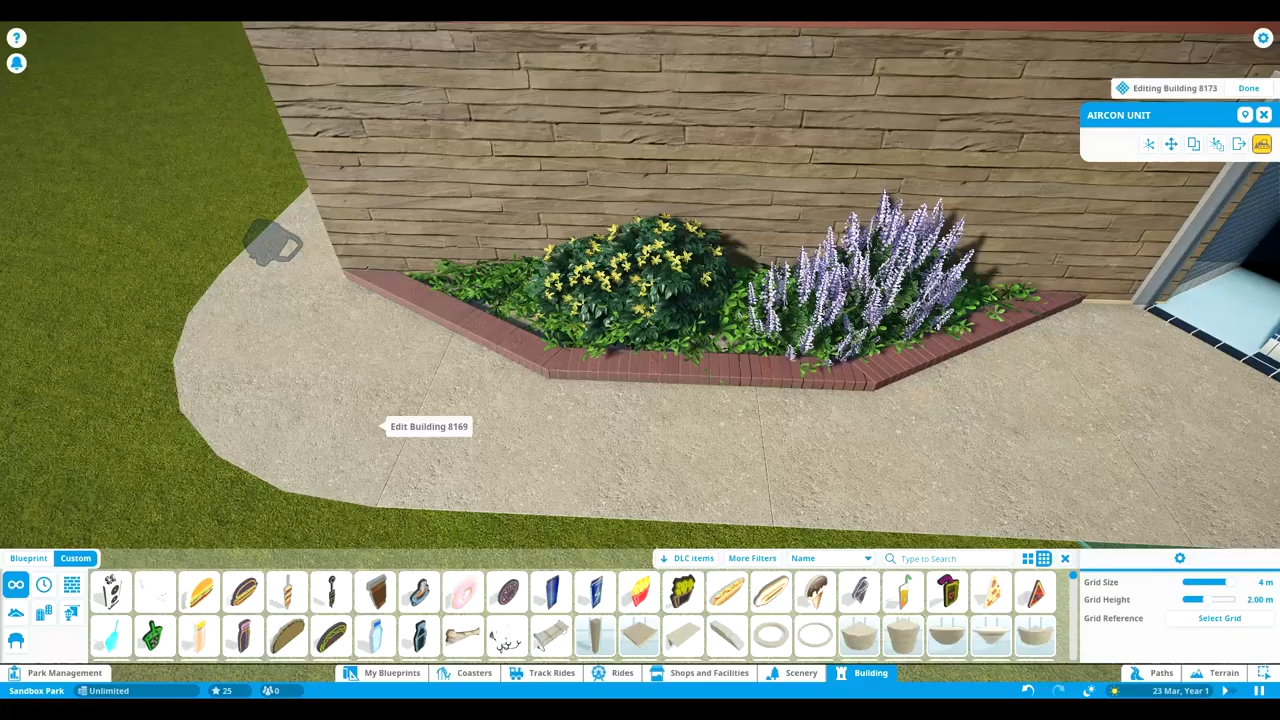 ?
Editing Building 8173 Done
AIRCON UNIT
Edit Building 8169
Blueprint Custom DLC items More Filters Name Type to Search
Grid Size 4 m
Grid Height 2.00 m
Grid Reference Select Grid
Park Management My Blueprints Coasters Track Rides Rides Shops and Facilities Scenery Building Paths Terrain
Sandbox Park Unlimited 25 0 23 Mar, Year 1